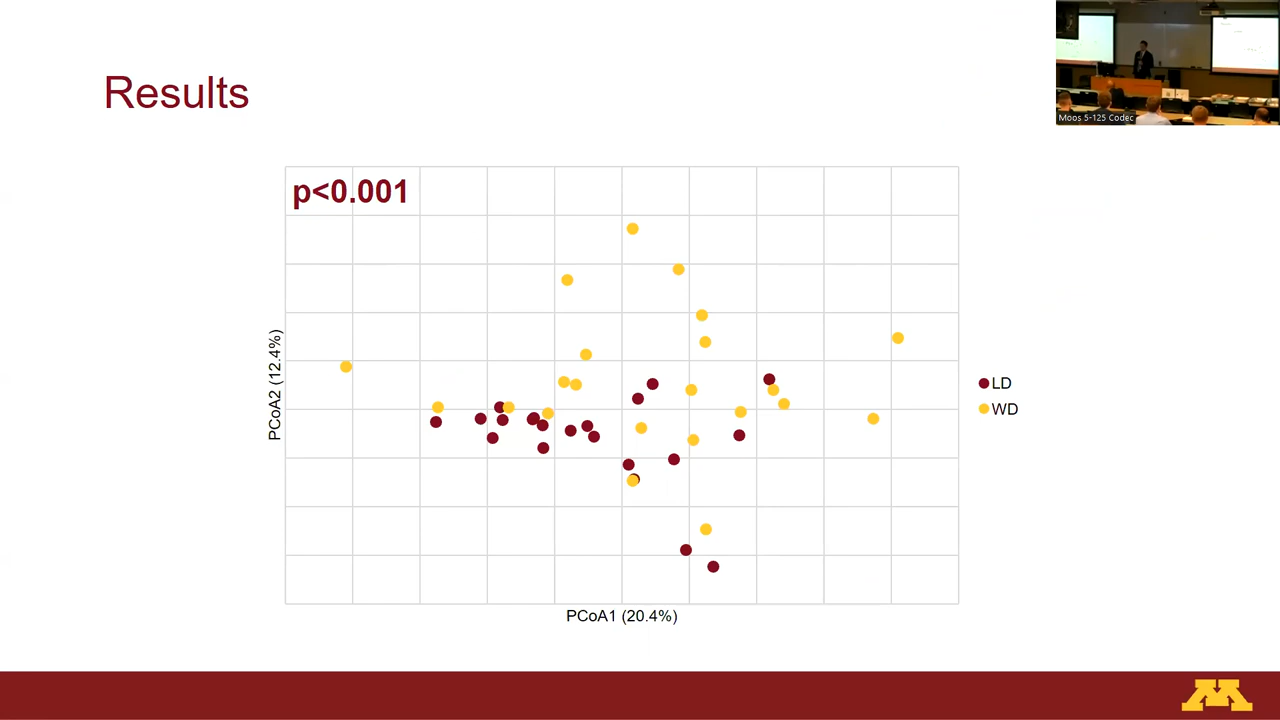 Results
Moos 5-125 Codec
p<0.001
PCoA2 (12.4%)
LD
WD
PCoA1 (20.4%)
M